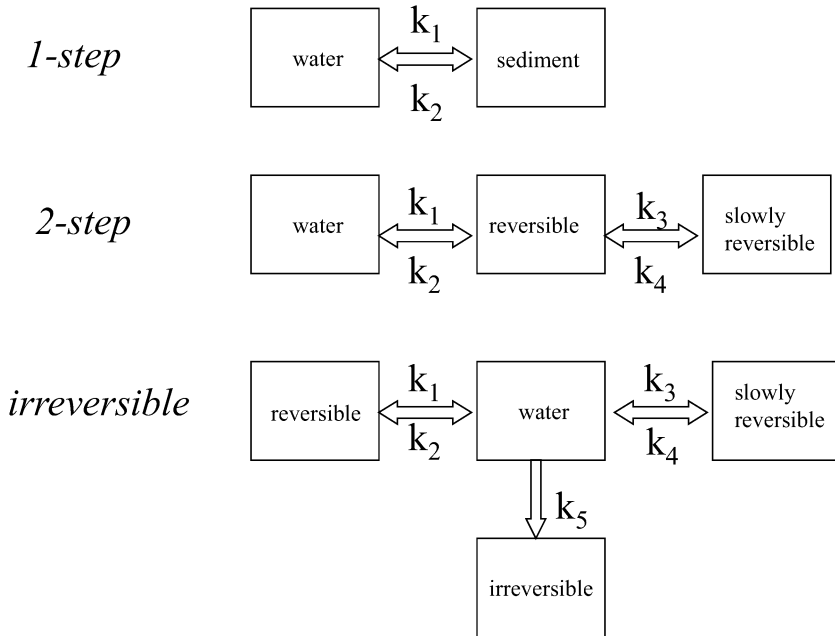 1-step
water
k1
k2
sediment
2-step
water
k1
k2
reversible
k3
k4
slowly
reversible
irreversible
reversible
k1
k2
water
k3
k4
slowly
reversible
k5
irreversible